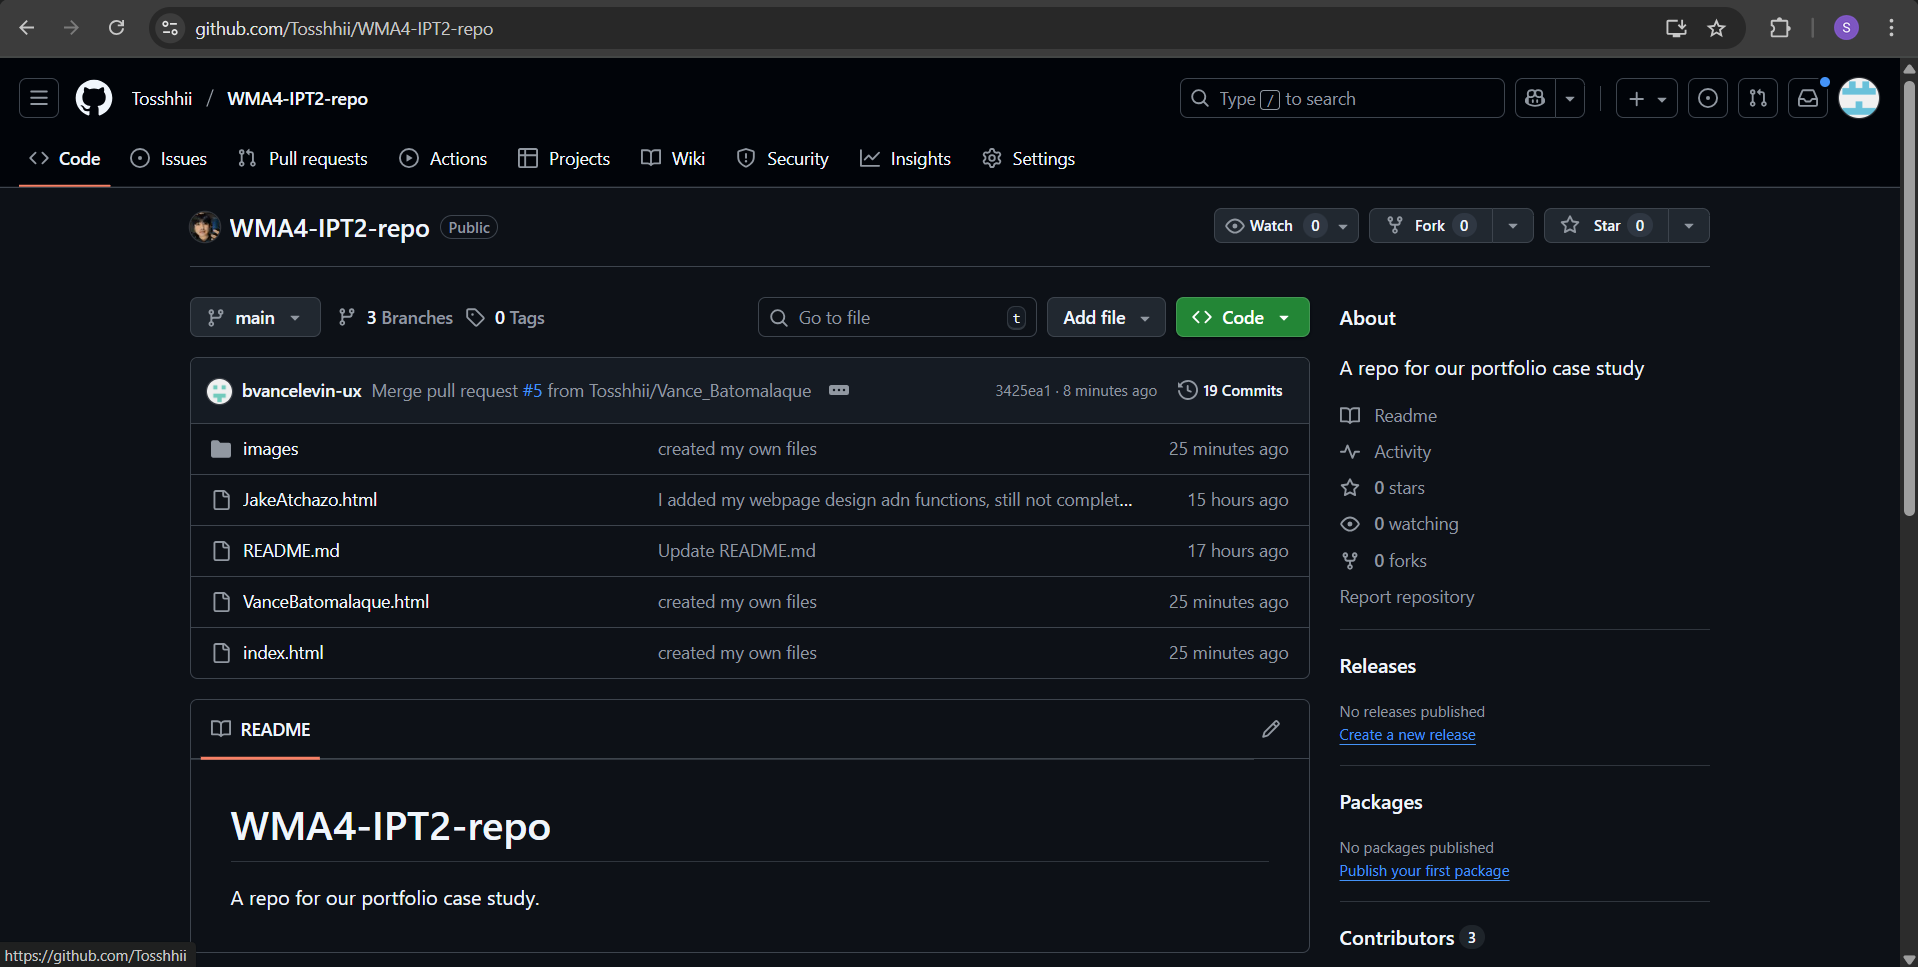 github.com/Tosshhii/WMA4-IPT2-repo
S
Tosshhii / WMA4-IPT2-repo
Type / to search
Code Issues Pull requests Actions Projects Wiki Security Insights Settings
WMA4-IPT2-repo Public
Watch 0
Fork 0
Star 0
main
3 Branches
0 Tags
Go to file t
Add file
Code
bvancelevin-ux Merge pull request #5 from Tosshhii/Vance_Batomalaque
3425ea1 · 8 minutes ago
19 Commits
images created my own files 25 minutes ago
JakeAtchazo.html I added my webpage design adn functions, still not complet... 15 hours ago
README.md Update README.md 17 hours ago
VanceBatomalaque.html created my own files 25 minutes ago
index.html created my own files 25 minutes ago
README
WMA4-IPT2-repo
A repo for our portfolio case study.
About
A repo for our portfolio case study
Readme
Activity
0 stars
0 watching
0 forks
Report repository
Releases
No releases published
Create a new release
Packages
No packages published
Publish your first package
Contributors 3
https://github.com/Tosshhii